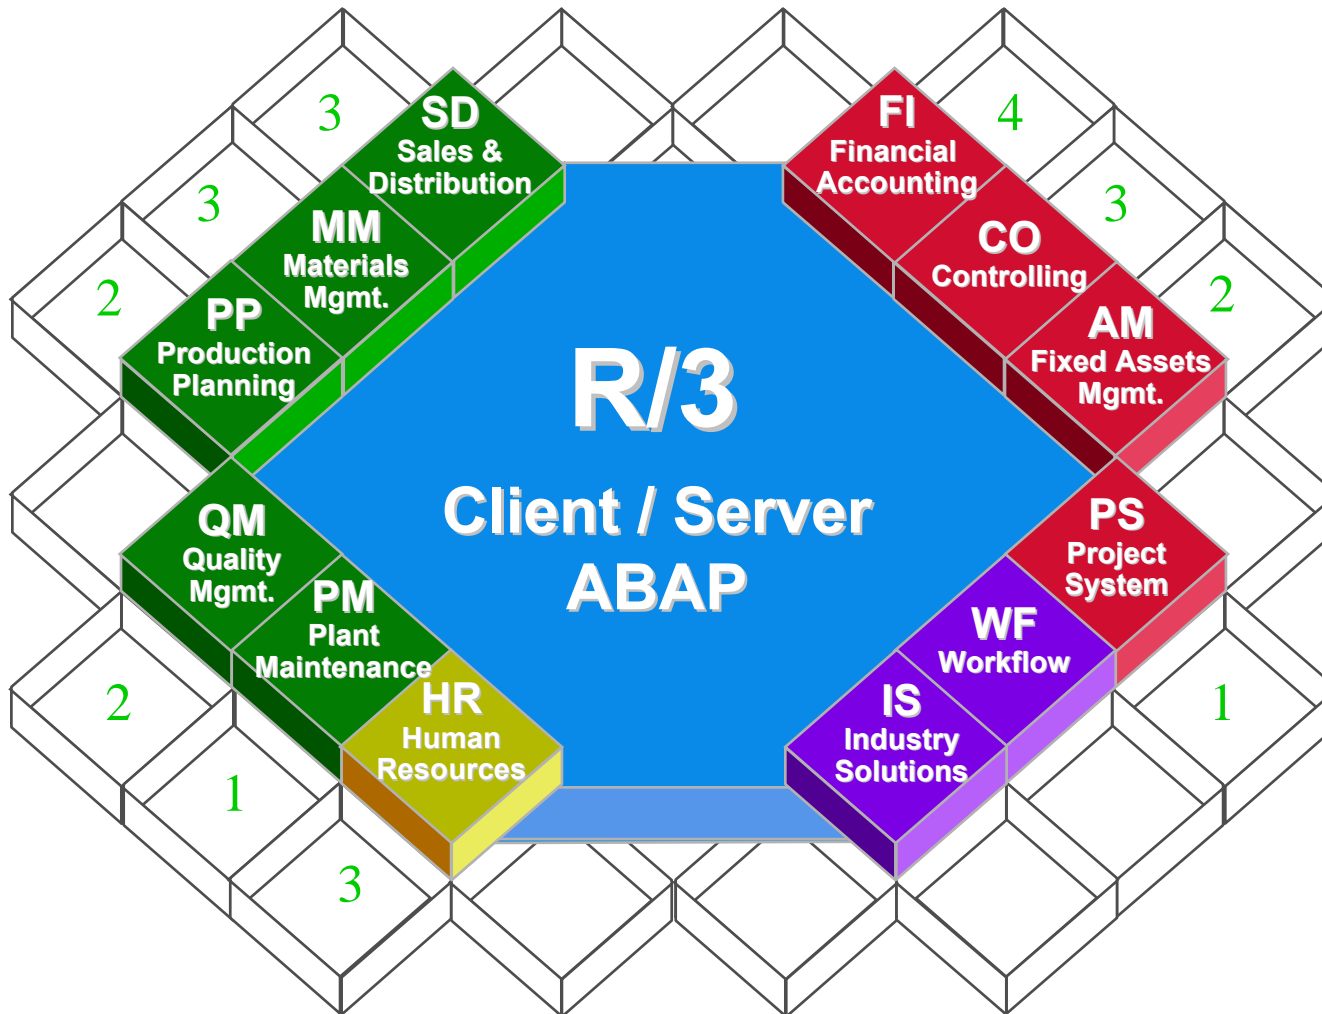 3
SD
Sales &
Distribution
3
MM
Materials
Mgmt.
2
PP
Production
Planning
FI
Financial
Accounting
4
CO
Controlling
3
AM
Fixed Assets
Mgmt.
2
R/3
Client / Server
ABAP
QM
Quality
Mgmt.
2
PM
Plant
Maintenance
1
HR
Human
Resources
3
PS
Project
System
1
WF
Workflow
IS
Industry
Solutions